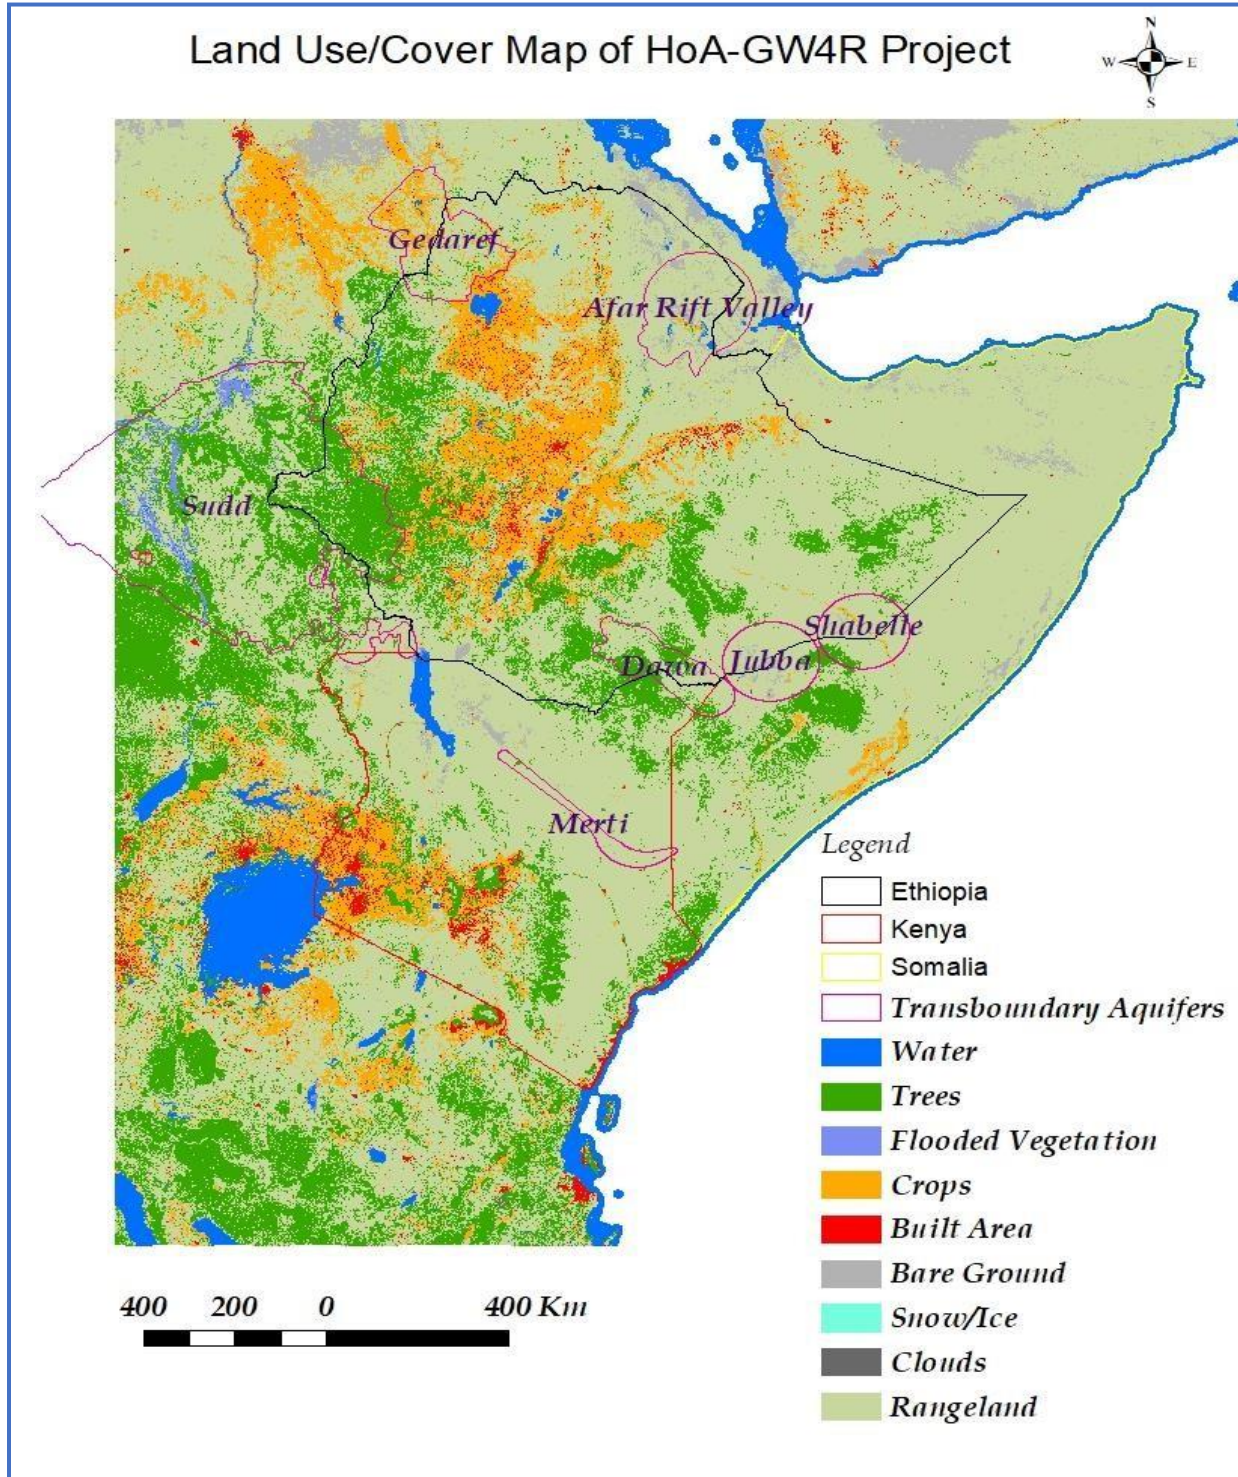 Land Use/Cover Map of HoA-GW4R Project
N
W E
S
Gedaref
Afar Rift Valley
Sudd
Shabelle
Dawa
Jubba
Merti
Legend
Ethiopia
Kenya
Somalia
Transboundary Aquifers
Water
Trees
Flooded Vegetation
Crops
Built Area
Bare Ground
Snow/Ice
Clouds
Rangeland
400 200 0 400 Km